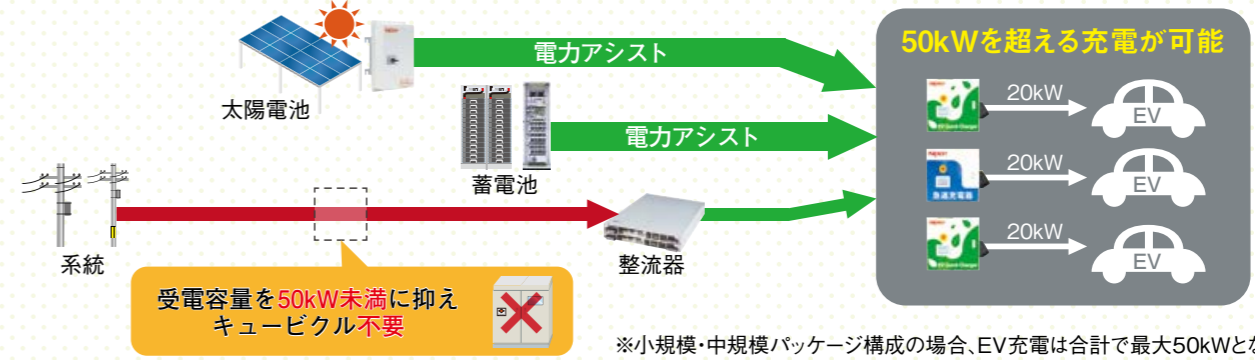 太陽電池
電力アシスト
蓄電池
電力アシスト
系統
整流器
受電容量を50kW未満に抑え
キュービクル不要
50kWを超える充電が可能
20kW
EV
20kW
急速充電器
EV
20kW
EV
※小規模・中規模パッケージ構成の場合、EV充電は合計で最大50kWと